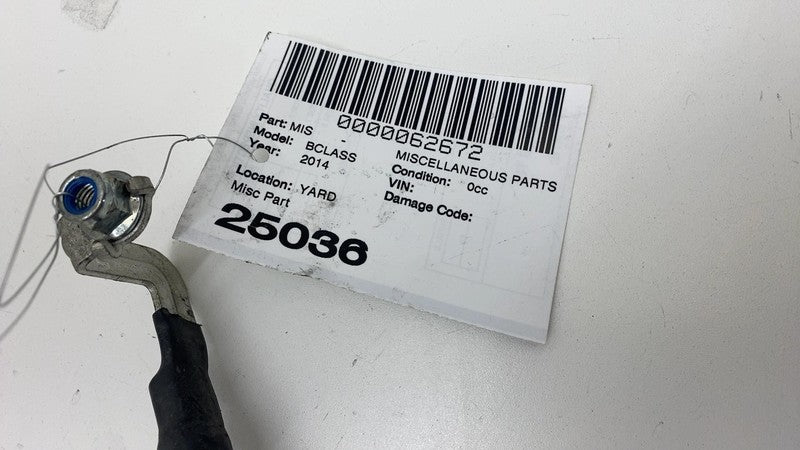 0000062672
Part: MIS - MISCELLANEOUS PARTS
Model: BCLASS Condition: 0cc
Year: 2014 VIN:
Damage Code:
Location: YARD
Misc Part
25036